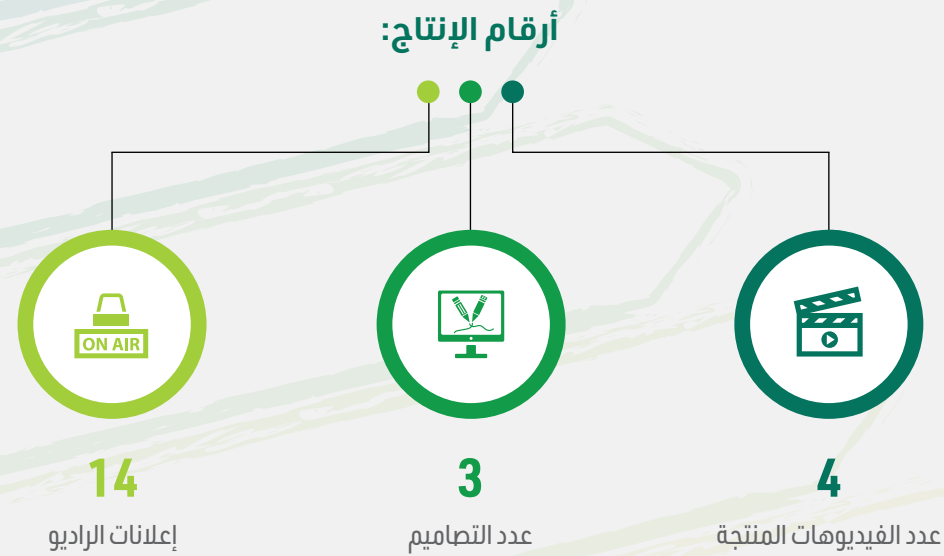 أرقام الإنتاج:
4
عدد الفيديوهات المنتجة
3
عدد التصاميم
ON AIR
14
إعلانات الراديو